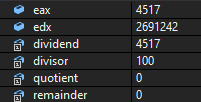 eax 4517
edx 2691242
dividend 4517
divisor 100
quotient 0
remainder 0